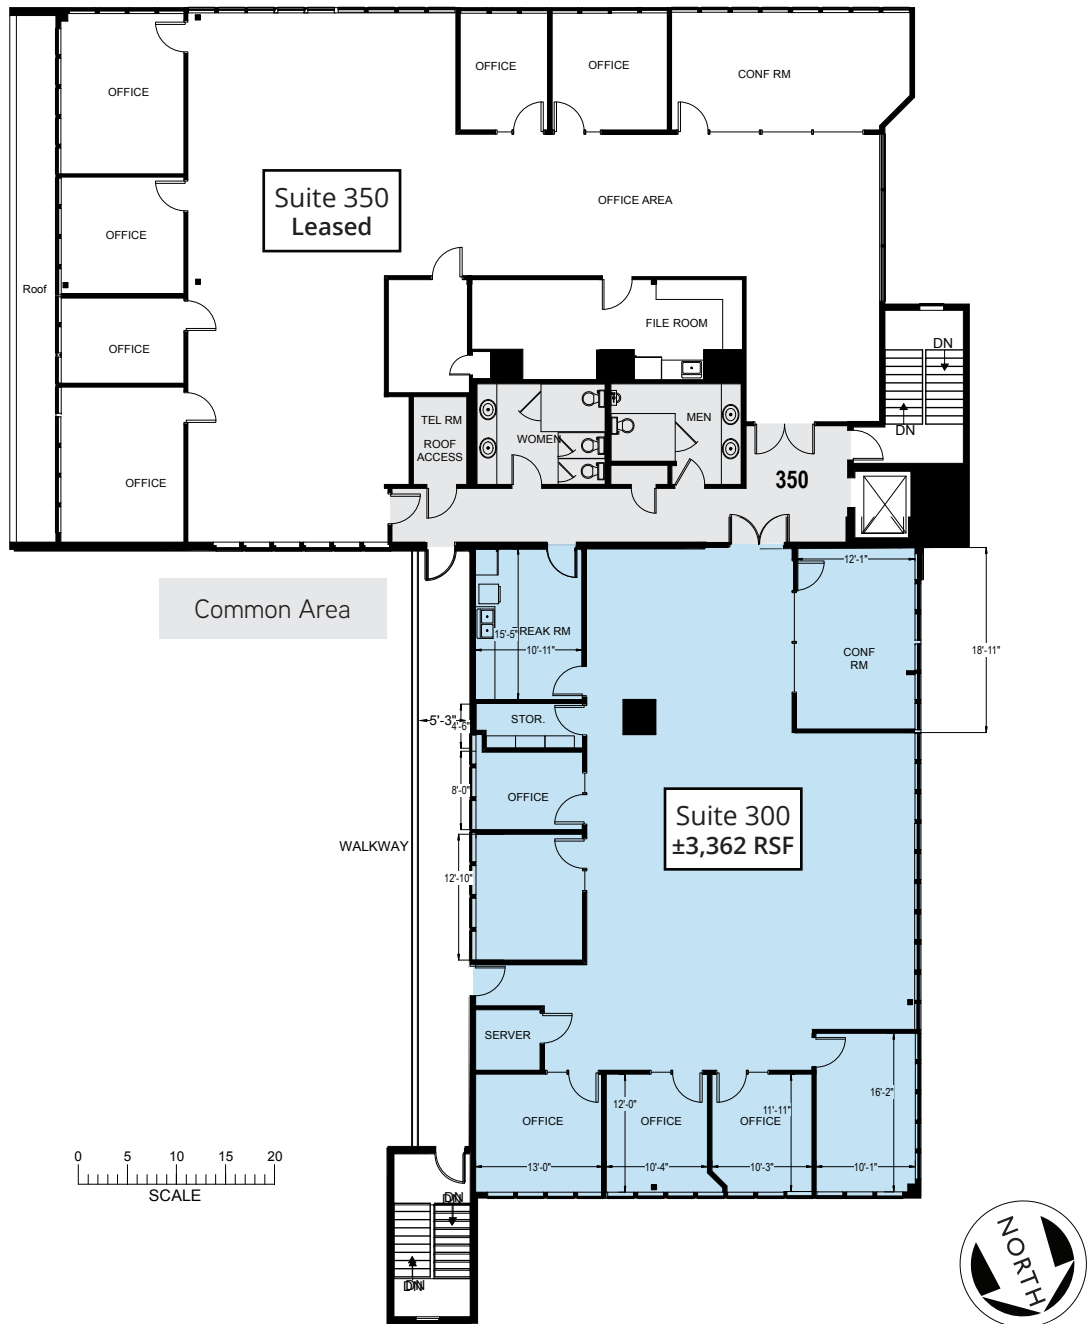 OFFICE
OFFICE
OFFICE
CONF RM
Suite 350
Leased
OFFICE AREA
OFFICE
Roof
OFFICE
FILE ROOM
DN
DN
TEL RM
ROOF
ACCESS
WOMEN
MEN
OFFICE
350
Common Area
12'-1"
15'-5"
BREAK RM
10'-11"
CONF
RM
18'-11"
5'-3"
4'-6"
STOR.
8'-0"
OFFICE
Suite 300
±3,362 RSF
WALKWAY
12'-10"
SERVER
16'-2"
12'-0"
11'-11"
OFFICE
OFFICE
OFFICE
13'-0"
10'-4"
10'-3"
10'-1"
0 5 10 15 20
SCALE
DN
DN
NORTH